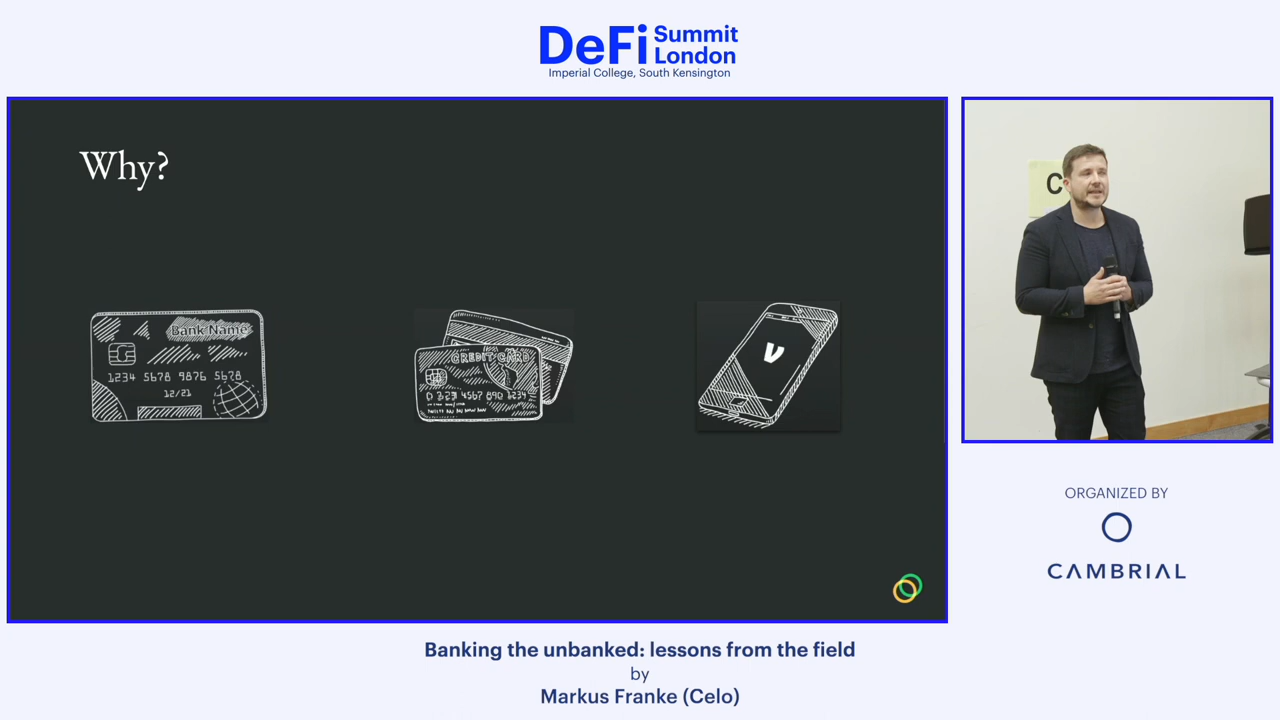 DeFi Summit
London
Imperial College, South Kensington
Why?
Bank Name
1234 5678 9876 5678
12/21
CREDIT CARD
C
ORGANIZED BY
CAMBRIAL
Banking the unbanked: lessons from the field
by
Markus Franke (Celo)